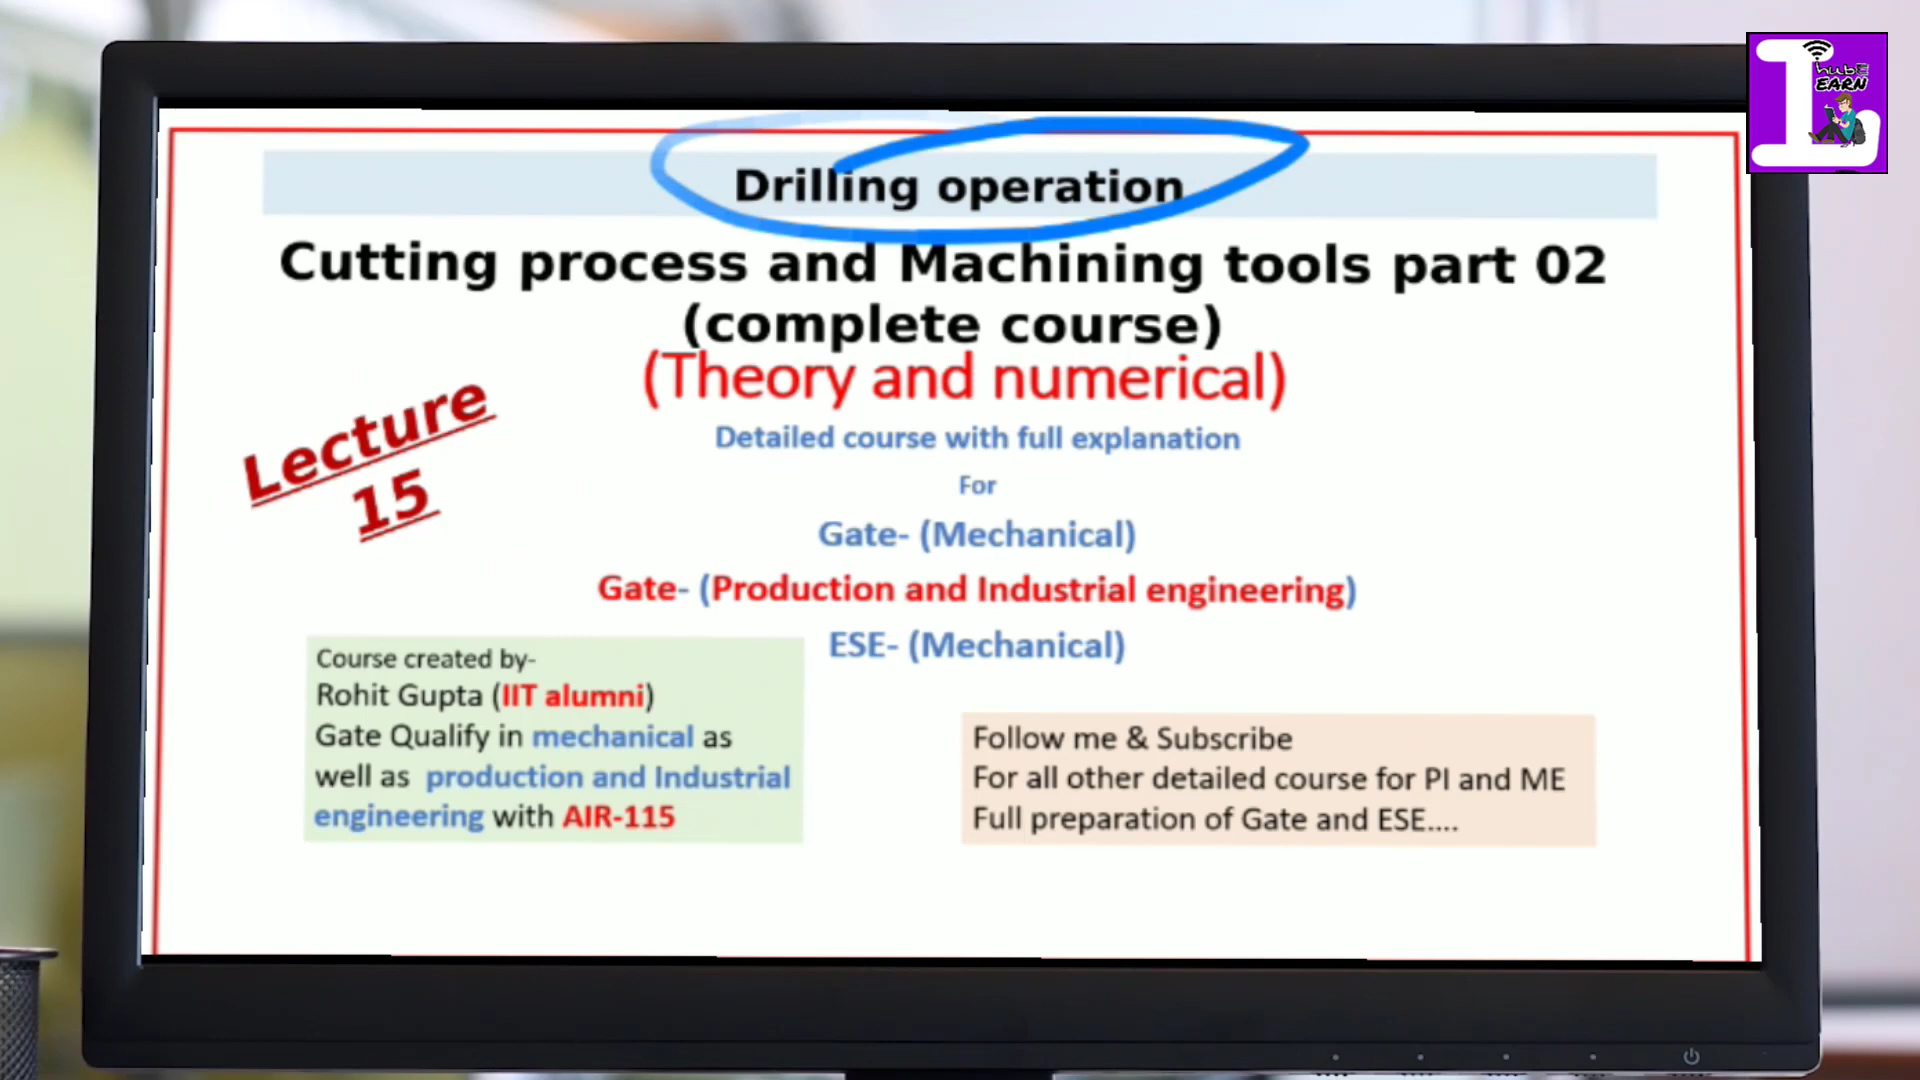 hubE
EARN
Drilling operation
Cutting process and Machining tools part 02
(complete course)
(Theory and numerical)
Lecture
15
Detailed course with full explanation
For
Gate- (Mechanical)
Gate- (Production and Industrial engineering)
ESE- (Mechanical)
Course created by-
Rohit Gupta (IIT alumni)
Gate Qualify in mechanical as
well as production and Industrial
engineering with AIR-115
Follow me & Subscribe
For all other detailed course for PI and ME
Full preparation of Gate and ESE....